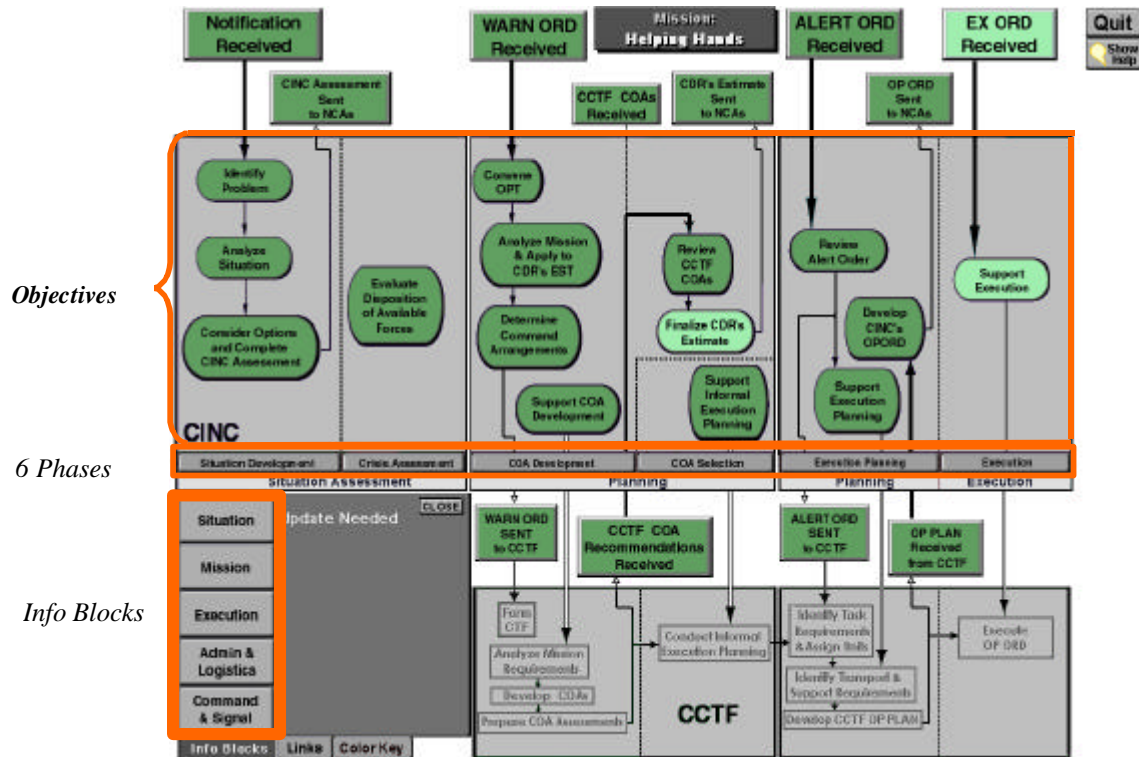 Notification
Received
WARN ORD
Received
Mission:
Helping Hands
ALERT ORD
Received
EX ORD
Received
Quit
Show
Help
CINC Assessment
Sent
to NCAs
CCTF COAs
Received
CDR's Estimate
Sent
to NCAs
OP ORD
Sent
to NCAs
Objectives
Identify
Problem
Analyze
Situation
Consider Options
and Complete
CINC Assessment
Evaluate
Disposition
of Available
Forces
Convene
OPT
Analyze Mission
& Apply to
CDR's EST
Determine
Command
Arrangements
Support COA
Development
Review
CCTF
COAs
Finalize CDR's
Estimate
Support
Informal
Execution
Planning
Review
Alert Order
Develop
CINC's
OPORD
Support
Execution
Planning
Support
Execution
CINC
6 Phases
Situation Development
Crisis Assessment
COA Development
COA Selection
Execution Planning
Execution
Situation Assessment
Planning
Planning
Execution
Info Blocks
Situation
Mission
Execution
Admin &
Logistics
Command
& Signal
Update Needed
CLOSE
Info Blocks
Links
Color Key
WARN ORD
SENT
to CCTF
CCTF COA
Recommendations
Received
ALERT ORD
SENT
to CCTF
OP PLAN
Received
from CCTF
Form
CTF
Analyze Mission
Requirements
Develop COAs
Prepare COA Assessments
Conduct Informal
Execution Planning
CCTF
Identify Task
Requirements
& Assign Units
Identify Transport &
Support Requirements
Develop CCTF OP PLAN
Execute
OP ORD